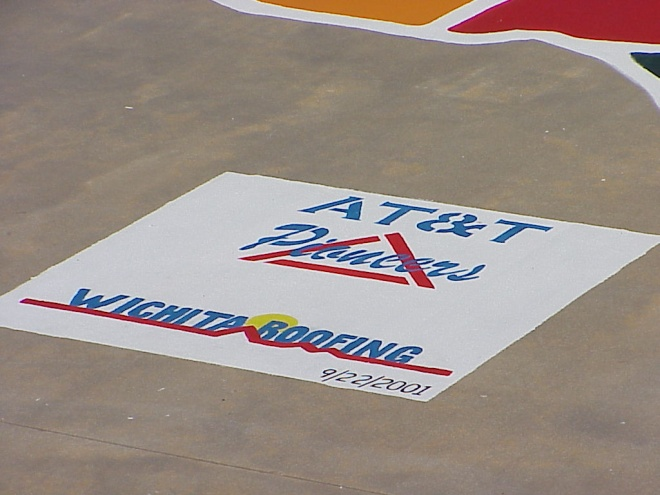 AT&T
Pioneers
WICHITA ROOFING
9/22/2001